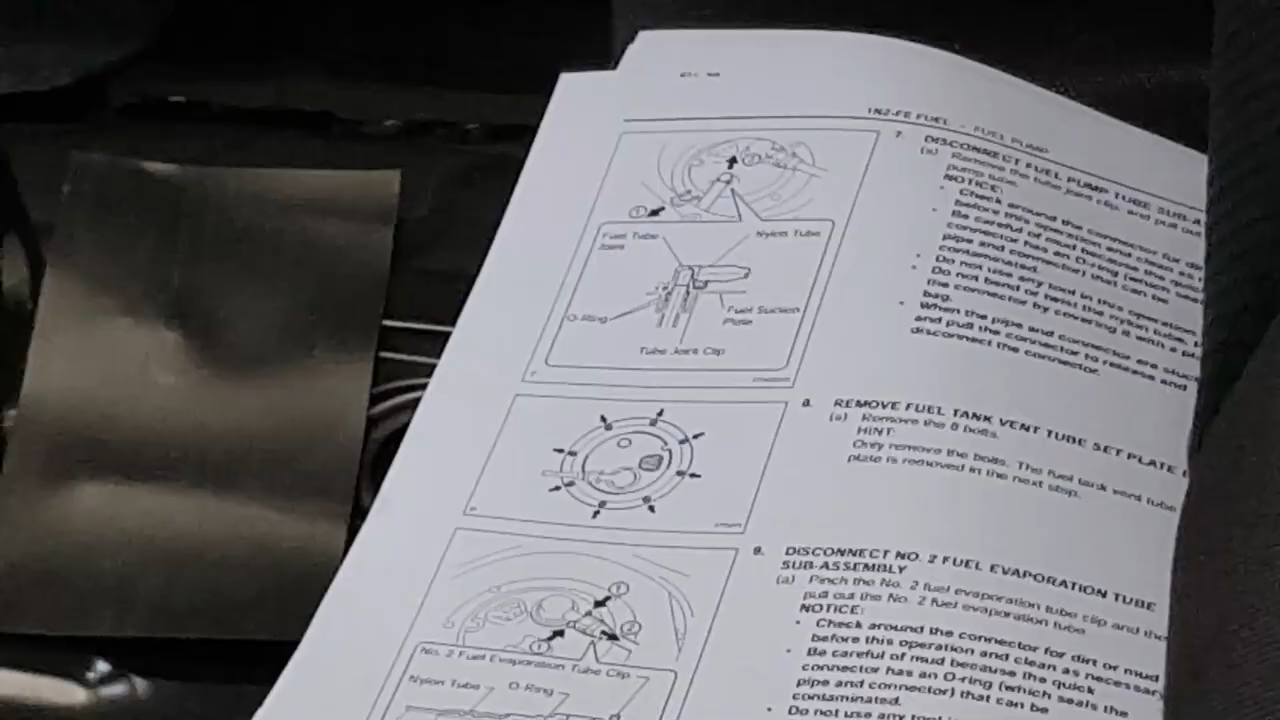 FUEL - FUEL PUMP
7. DISCONNECT FUEL PUMP TUBE SUB-A
(a) Remove the tube joint clip, and pull out
pump tube.
NOTICE:
• Check around the connector for dir
before this operation and clean as
• Be careful of mud because the quick
connector has an O-ring (which seal
pipe and connector) that can be
contaminated.
• Do not use any tool in this operation.
• Do not bend or twist the nylon tube.
the connector by covering it with a
bag.
• When the pipe and connector are stuck
and pull the connector to release and
disconnect the connector.
Fuel Tube
Joint
Nylon Tube
O-Ring
Fuel Suction
Plate
Tube Joint Clip
8. REMOVE FUEL TANK VENT TUBE SET PLATE
(a) Remove the 8 bolts.
HINT:
Only remove the bolts. The fuel tank vent tube
plate is removed in the next step.
9. DISCONNECT NO. 2 FUEL EVAPORATION TUBE
SUB-ASSEMBLY
(a) Pinch the No. 2 fuel evaporation tube clip and the
pull out the No. 2 fuel evaporation tube.
NOTICE:
• Check around the connector for dirt or mud
before this operation and clean as necessary
• Be careful of mud because the quick
connector has an O-ring (which seals the
pipe and connector) that can be
contaminated.
• Do not use any tool
No. 2 Fuel Evaporation Tube Clip
Nylon Tube
O-Ring